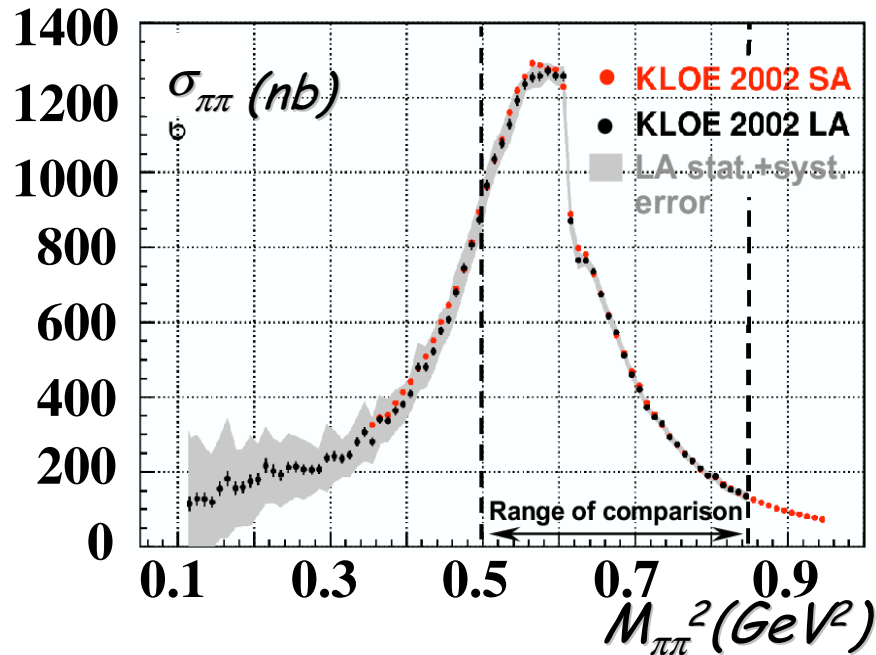 1400
1200
1000
800
600
400
200
0
σππ (nb)
KLOE 2002 SA
KLOE 2002 LA
LA stat.+syst.
error
Range of comparison
0.1 0.3 0.5 0.7 0.9
Mππ²(GeV²)